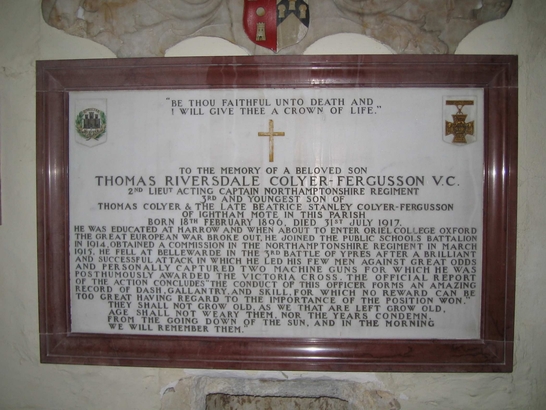 "BE THOU FAITHFUL UNTO DEATH AND
I WILL GIVE THEE A CROWN OF LIFE."
TO THE MEMORY OF A BELOVED SON
THOMAS RIVERSDALE COLYER-FERGUSSON V.C.
2ND LIEUT ACTING CAPTAIN NORTHAMPTONSHIRE REGIMENT
3RD AND YOUNGEST SON OF
THOMAS COLYER & THE LATE BEATRICE STANLEY COLYER-FERGUSSON
OF IGHTHAM MOTE IN THIS PARISH
BORN 18TH FEBRUARY 1896. DIED 31ST JULY 1917.
HE WAS EDUCATED AT HARROW AND WHEN ABOUT TO ENTER ORIEL COLLEGE OXFORD
THE GREAT EUROPEAN WAR BROKE OUT, HE JOINED THE PUBLIC SCHOOLS BATTALION
IN 1914, OBTAINED A COMMISSION IN THE NORTHAMPTONSHIRE REGIMENT IN MARCH
1915. HE FELL AT BELLEWARDE IN THE 3RD BATTLE OF YPRES AFTER A BRILLIANT
AND SUCCESSFUL ATTACK IN WHICH HE LED HIS FEW MEN AGAINST GREAT ODDS
AND PERSONALLY CAPTURED TWO MACHINE GUNS FOR WHICH HE WAS
POSTHUMOUSLY AWARDED THE VICTORIA CROSS. THE OFFICIAL REPORT
OF THE ACTION CONCLUDES "THE CONDUCT OF THIS OFFICER FORMS AN AMAZING
RECORD OF DASH, GALLANTRY, AND SKILL, FOR WHICH NO REWARD CAN BE
TOO GREAT HAVING REGARD TO THE IMPORTANCE OF THE POSITION WON."
THEY SHALL NOT GROW OLD, AS WE THAT ARE LEFT GROW OLD,
AGE SHALL NOT WEARY THEM, NOR THE YEARS CONDEMN.
FROM THE GOING DOWN OF THE SUN, AND IN THE MORNING
WE WILL REMEMBER THEM.